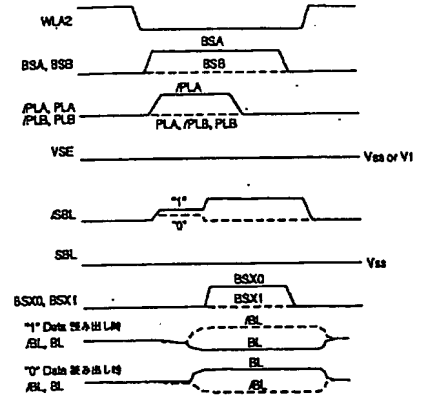 WLA2
BSA
BSA, BSB
BSB
/PLA
/PLA, PLA
/PLB, PLB
PLA, /PLB, PLB
VSE
Vss or V1
"1"
/SBL
"0"
SBL
Vss
BSX0
BSX0, BSX1
BSX1
"1" Data 読み出し時
/BL
/BL, BL
BL
"0" Data 読み出し時
BL
/BL, BL
/BL